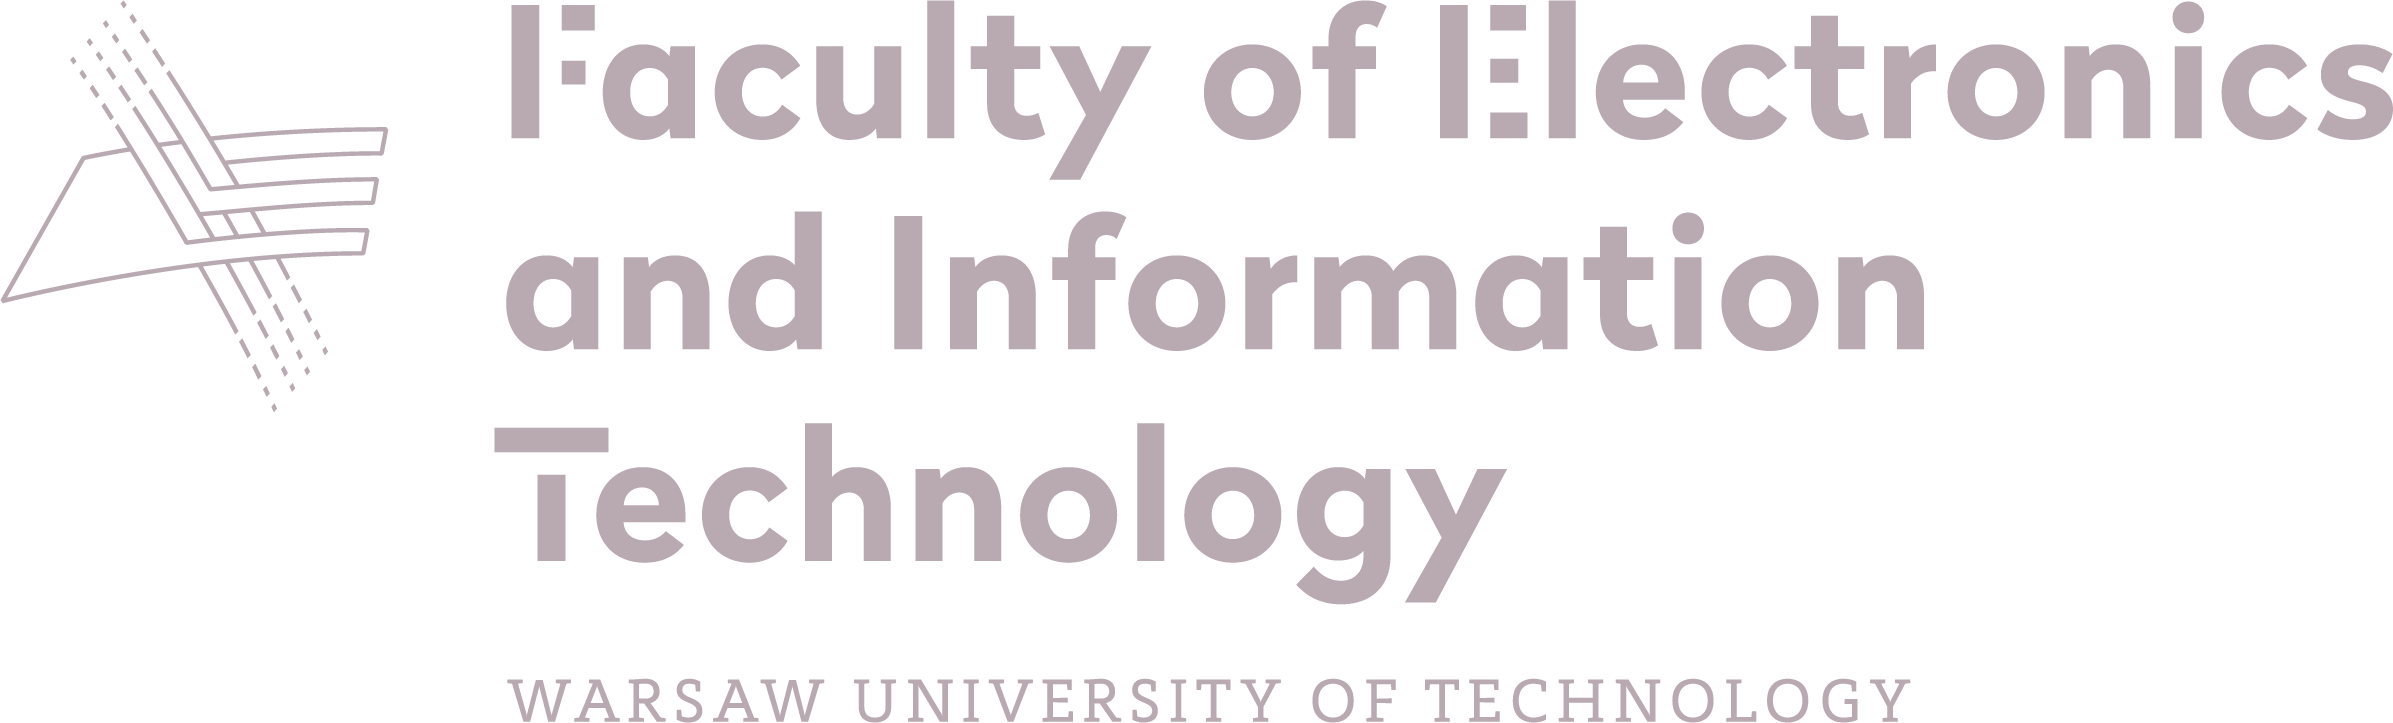 Faculty of Electronics
and Information
Technology
WARSAW UNIVERSITY OF TECHNOLOGY